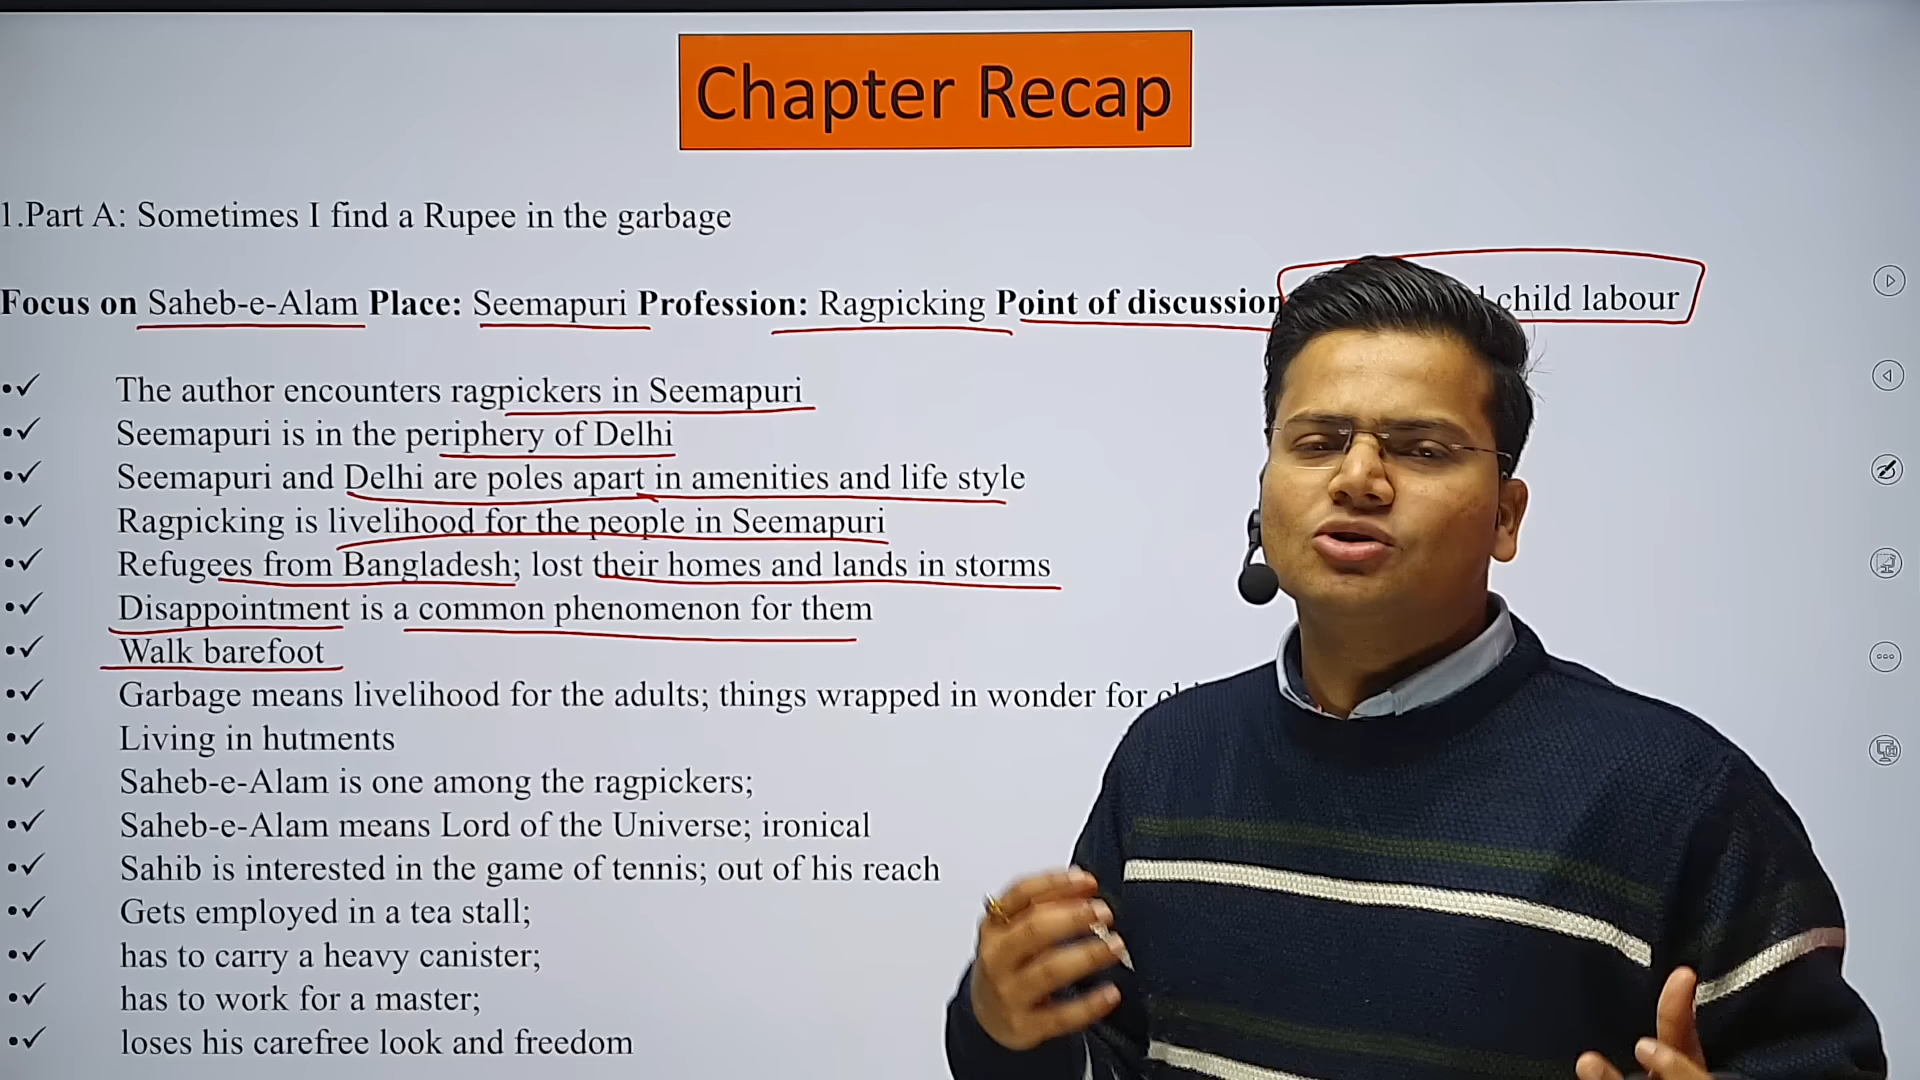 Chapter Recap
1.Part A: Sometimes I find a Rupee in the garbage
Focus on Saheb-e-Alam Place: Seemapuri Profession: Ragpicking Point of discussion child labour
•✓ The author encounters ragpickers in Seemapuri
•✓ Seemapuri is in the periphery of Delhi
•✓ Seemapuri and Delhi are poles apart in amenities and life style
•✓ Ragpicking is livelihood for the people in Seemapuri
•✓ Refugees from Bangladesh; lost their homes and lands in storms
•✓ Disappointment is a common phenomenon for them
•✓ Walk barefoot
•✓ Garbage means livelihood for the adults; things wrapped in wonder for
•✓ Living in hutments
•✓ Saheb-e-Alam is one among the ragpickers;
•✓ Saheb-e-Alam means Lord of the Universe; ironical
•✓ Sahib is interested in the game of tennis; out of his reach
•✓ Gets employed in a tea stall;
•✓ has to carry a heavy canister;
•✓ has to work for a master;
•✓ loses his carefree look and freedom